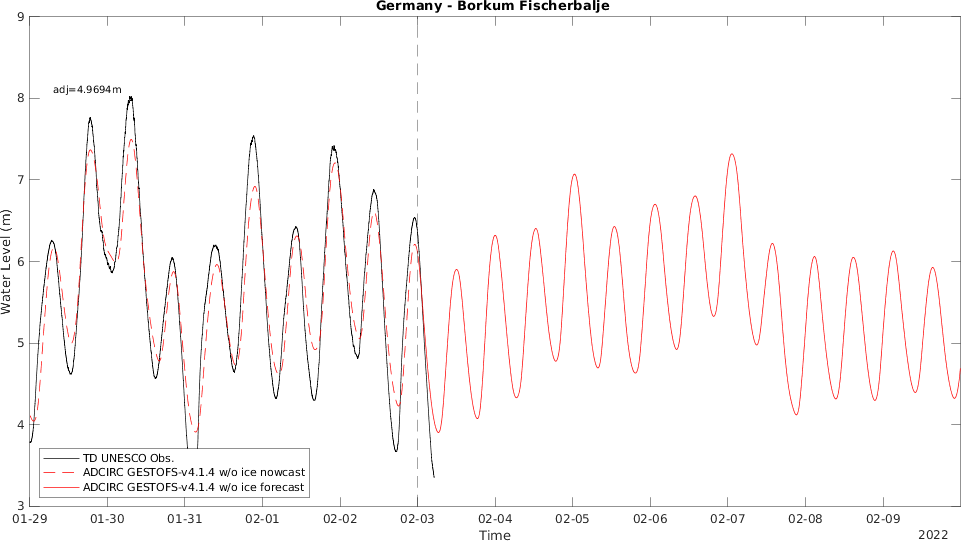 Germany - Borkum Fischerbalje
adj=4.9694m
9
8
7
6
5
4
3
Water Level (m)
TD UNESCO Obs.
ADCIRC GESTOFS-v4.1.4 w/o ice nowcast
ADCIRC GESTOFS-v4.1.4 w/o ice forecast
01-29 01-30 01-31 02-01 02-02 02-03 02-04 02-05 02-06 02-07 02-08 02-09
Time
2022